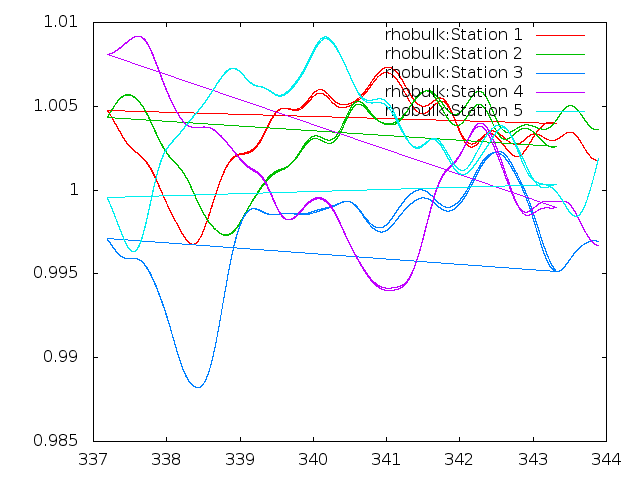 1.01
1.005
1
0.995
0.99
0.985
337 338 339 340 341 342 343 344
rhobulk:Station 1
rhobulk:Station 2
rhobulk:Station 3
rhobulk:Station 4
rhobulk:Station 5